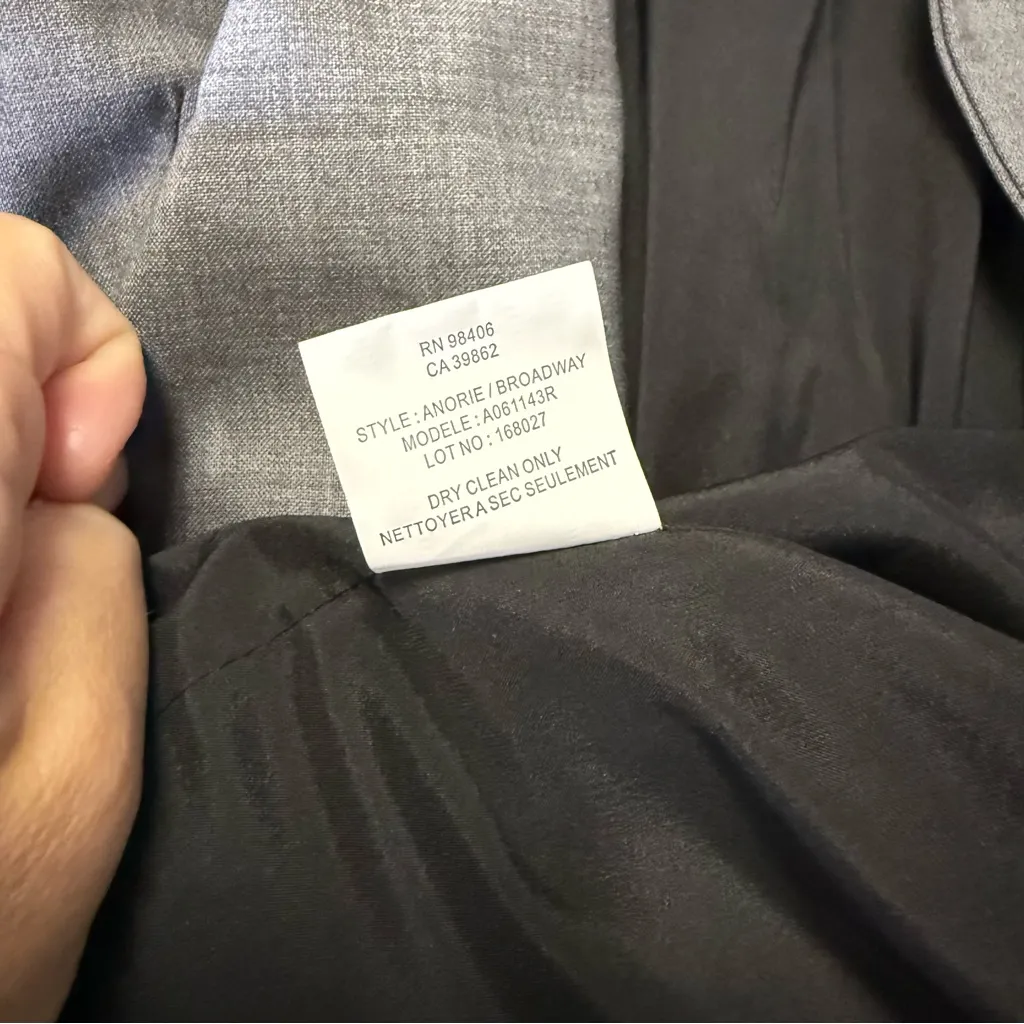 RN 98406
CA 39862
STYLE : ANORIE / BROADWAY
MODELE : A061143R
LOT NO : 168027
DRY CLEAN ONLY
NETTOYER A SEC SEULEMENT